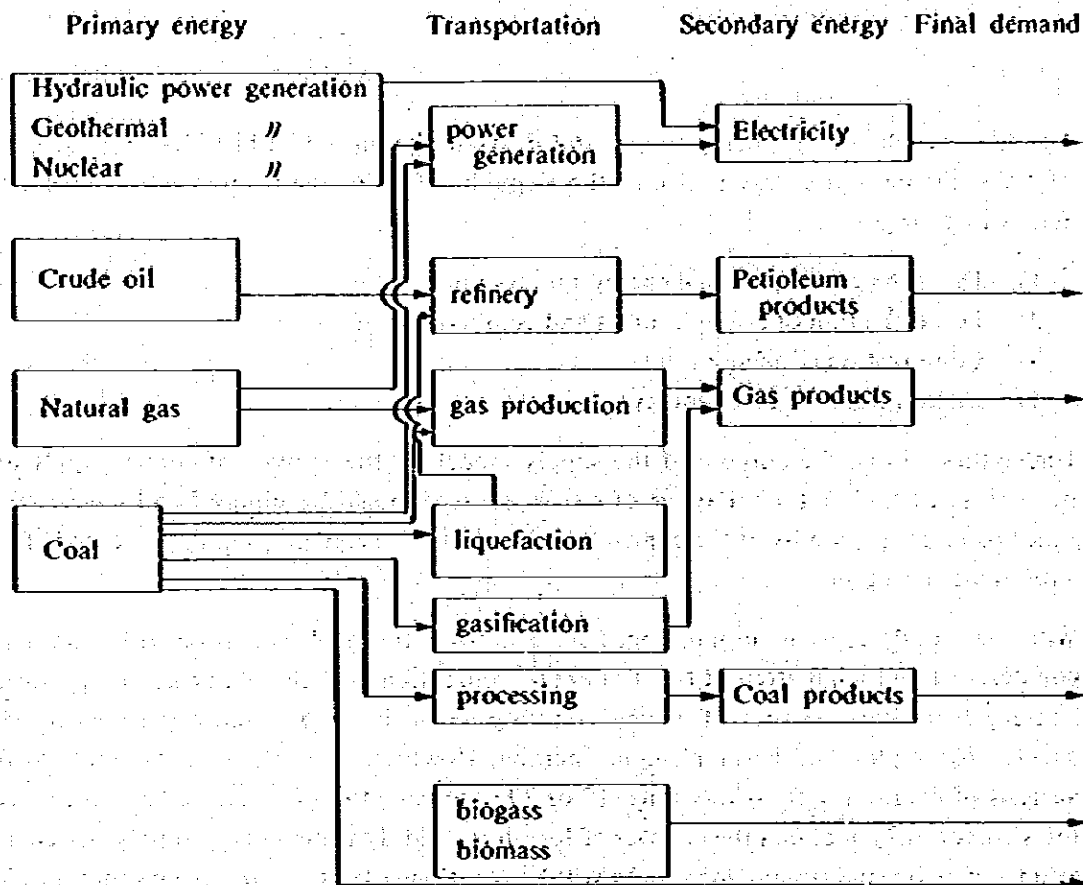 Primary energy Transportation Secondary energy Final demand
Hydraulic power generation
Geothermal 〃
Nuclear 〃
power
generation
Electricity
Crude oil
refinery
Petioleum
products
Natural gas
gas production
Gas products
Coal
liquefaction
gasification
processing
Coal products
biogass
biomass